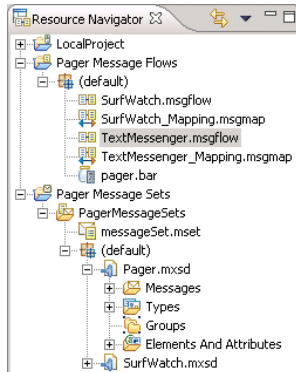 Resource Navigator
LocalProject
Pager Message Flows
(default)
SurfWatch.msgflow
SurfWatch_Mapping.msgmap
TextMessenger.msgflow
TextMessenger_Mapping.msgmap
pager.bar
Pager Message Sets
PagerMessageSets
messageSet.mset
(default)
Pager.mxsd
Messages
Types
Groups
Elements And Attributes
SurfWatch.mxsd